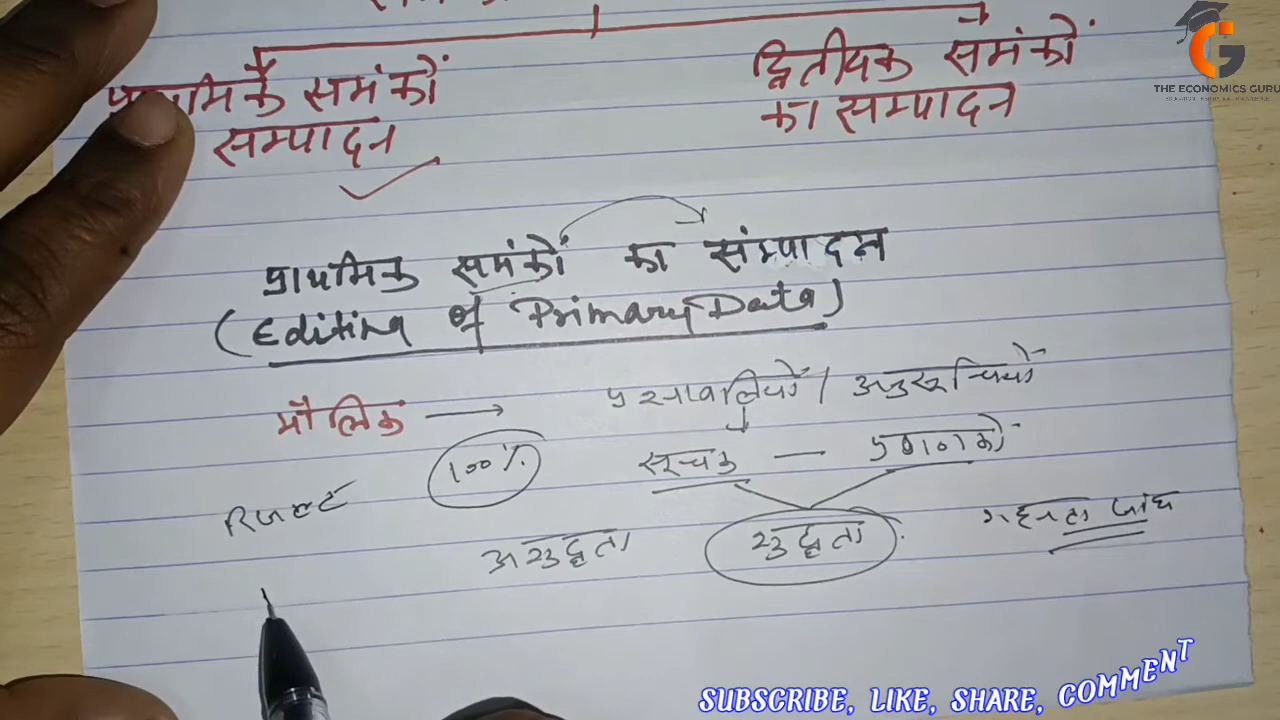 प्राथमिक समंकों
सम्पादन
द्वितीयक समंकों
का सम्पादन
THE ECONOMICS GURU
प्राथमिक समंकों का संम्पादन
(Editing of Primary Data)
मौलिक → प्रश्नावलियों / अनुसूचियों
100% सूचक — प्रगणकों
अशुद्धता शुद्धता गहनता जांच
SUBSCRIBE, LIKE, SHARE, COMMENT